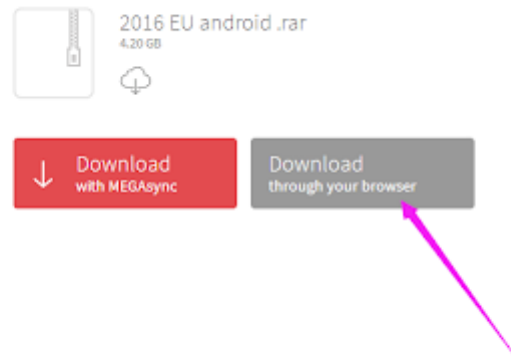 2016 EU android .rar
4.20 GB
Download
with MEGAsync
Download
through your browser